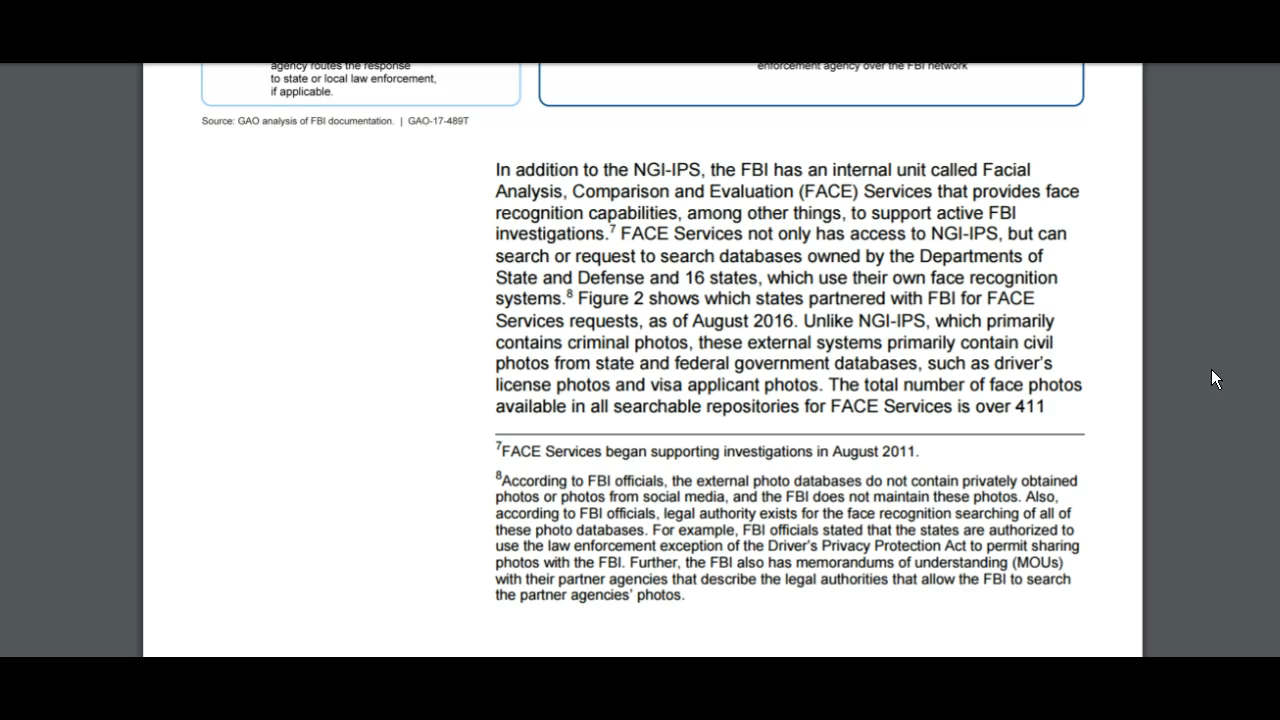 agency routes the response
to state or local law enforcement,
if applicable.
enforcement agency over the FBI network
Source: GAO analysis of FBI documentation. | GAO-17-489T
In addition to the NGI-IPS, the FBI has an internal unit called Facial
Analysis, Comparison and Evaluation (FACE) Services that provides face
recognition capabilities, among other things, to support active FBI
investigations.7 FACE Services not only has access to NGI-IPS, but can
search or request to search databases owned by the Departments of
State and Defense and 16 states, which use their own face recognition
systems.8 Figure 2 shows which states partnered with FBI for FACE
Services requests, as of August 2016. Unlike NGI-IPS, which primarily
contains criminal photos, these external systems primarily contain civil
photos from state and federal government databases, such as driver's
license photos and visa applicant photos. The total number of face photos
available in all searchable repositories for FACE Services is over 411
7FACE Services began supporting investigations in August 2011.
8According to FBI officials, the external photo databases do not contain privately obtained
photos or photos from social media, and the FBI does not maintain these photos. Also,
according to FBI officials, legal authority exists for the face recognition searching of all of
these photo databases. For example, FBI officials stated that the states are authorized to
use the law enforcement exception of the Driver's Privacy Protection Act to permit sharing
photos with the FBI. Further, the FBI also has memorandums of understanding (MOUs)
with their partner agencies that describe the legal authorities that allow the FBI to search
the partner agencies' photos.